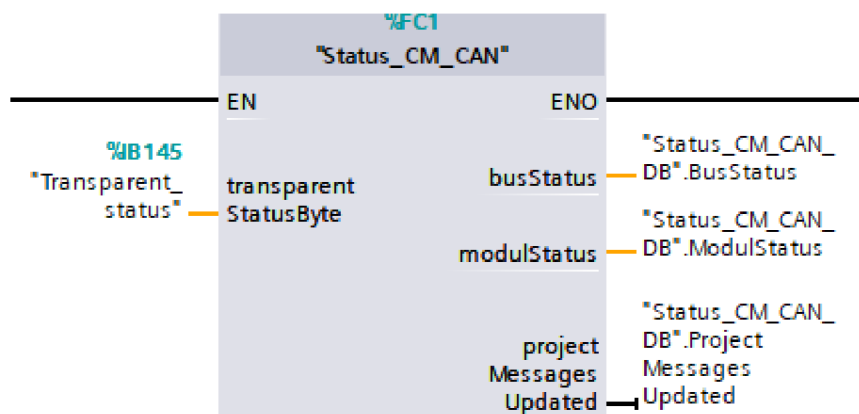 %FC1
"Status_CM_CAN"
EN
ENO
%IB145
"Transparent_
status"
transparent
StatusByte
busStatus
"Status_CM_CAN_
DB".BusStatus
modulStatus
"Status_CM_CAN_
DB".ModulStatus
project
Messages
Updated
"Status_CM_CAN_
DB".Project
Messages
Updated